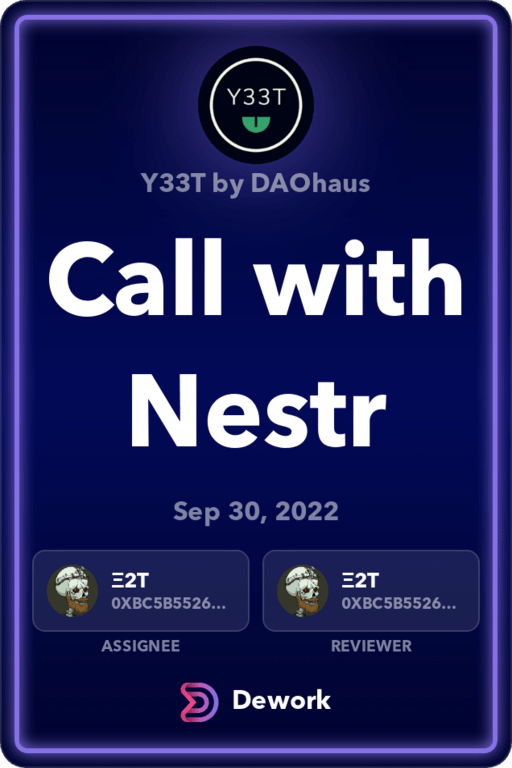 Y33T
Y33T by DAOhaus
Call with
Nestr
Sep 30, 2022
Ξ2T
0XBC5B5526...
ASSIGNEE
Ξ2T
0XBC5B5526...
REVIEWER
Dework